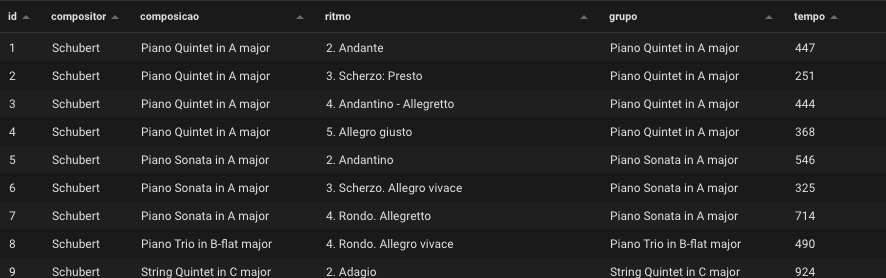 id compositor composicao ritmo grupo tempo
1 Schubert Piano Quintet in A major 2. Andante Piano Quintet in A major 447
2 Schubert Piano Quintet in A major 3. Scherzo: Presto Piano Quintet in A major 251
3 Schubert Piano Quintet in A major 4. Andantino - Allegretto Piano Quintet in A major 444
4 Schubert Piano Quintet in A major 5. Allegro giusto Piano Quintet in A major 368
5 Schubert Piano Sonata in A major 2. Andantino Piano Sonata in A major 546
6 Schubert Piano Sonata in A major 3. Scherzo. Allegro vivace Piano Sonata in A major 325
7 Schubert Piano Sonata in A major 4. Rondo. Allegretto Piano Sonata in A major 714
8 Schubert Piano Trio in B-flat major 4. Rondo. Allegro vivace Piano Trio in B-flat major 490
9 Schubert String Quintet in C major 2. Adagio String Quintet in C major 924